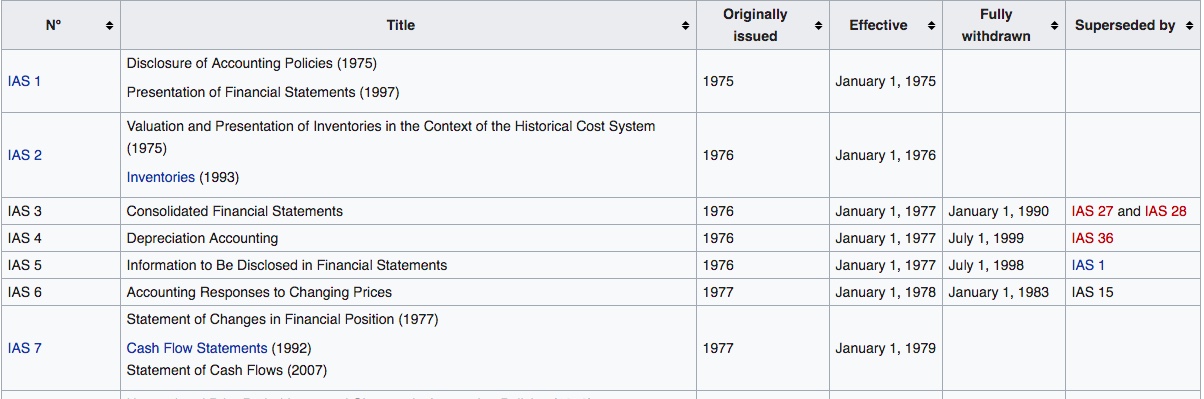 Nº Title Originally issued Effective Fully withdrawn Superseded by
IAS 1
Disclosure of Accounting Policies (1975)
Presentation of Financial Statements (1997)
1975 January 1, 1975
IAS 2
Valuation and Presentation of Inventories in the Context of the Historical Cost System
(1975)
Inventories (1993)
1976 January 1, 1976
IAS 3 Consolidated Financial Statements 1976 January 1, 1977 January 1, 1990 IAS 27 and IAS 28
IAS 4 Depreciation Accounting 1976 January 1, 1977 July 1, 1999 IAS 36
IAS 5 Information to Be Disclosed in Financial Statements 1976 January 1, 1977 July 1, 1998 IAS 1
IAS 6 Accounting Responses to Changing Prices 1977 January 1, 1978 January 1, 1983 IAS 15
IAS 7
Statement of Changes in Financial Position (1977)
Cash Flow Statements (1992)
Statement of Cash Flows (2007)
1977 January 1, 1979